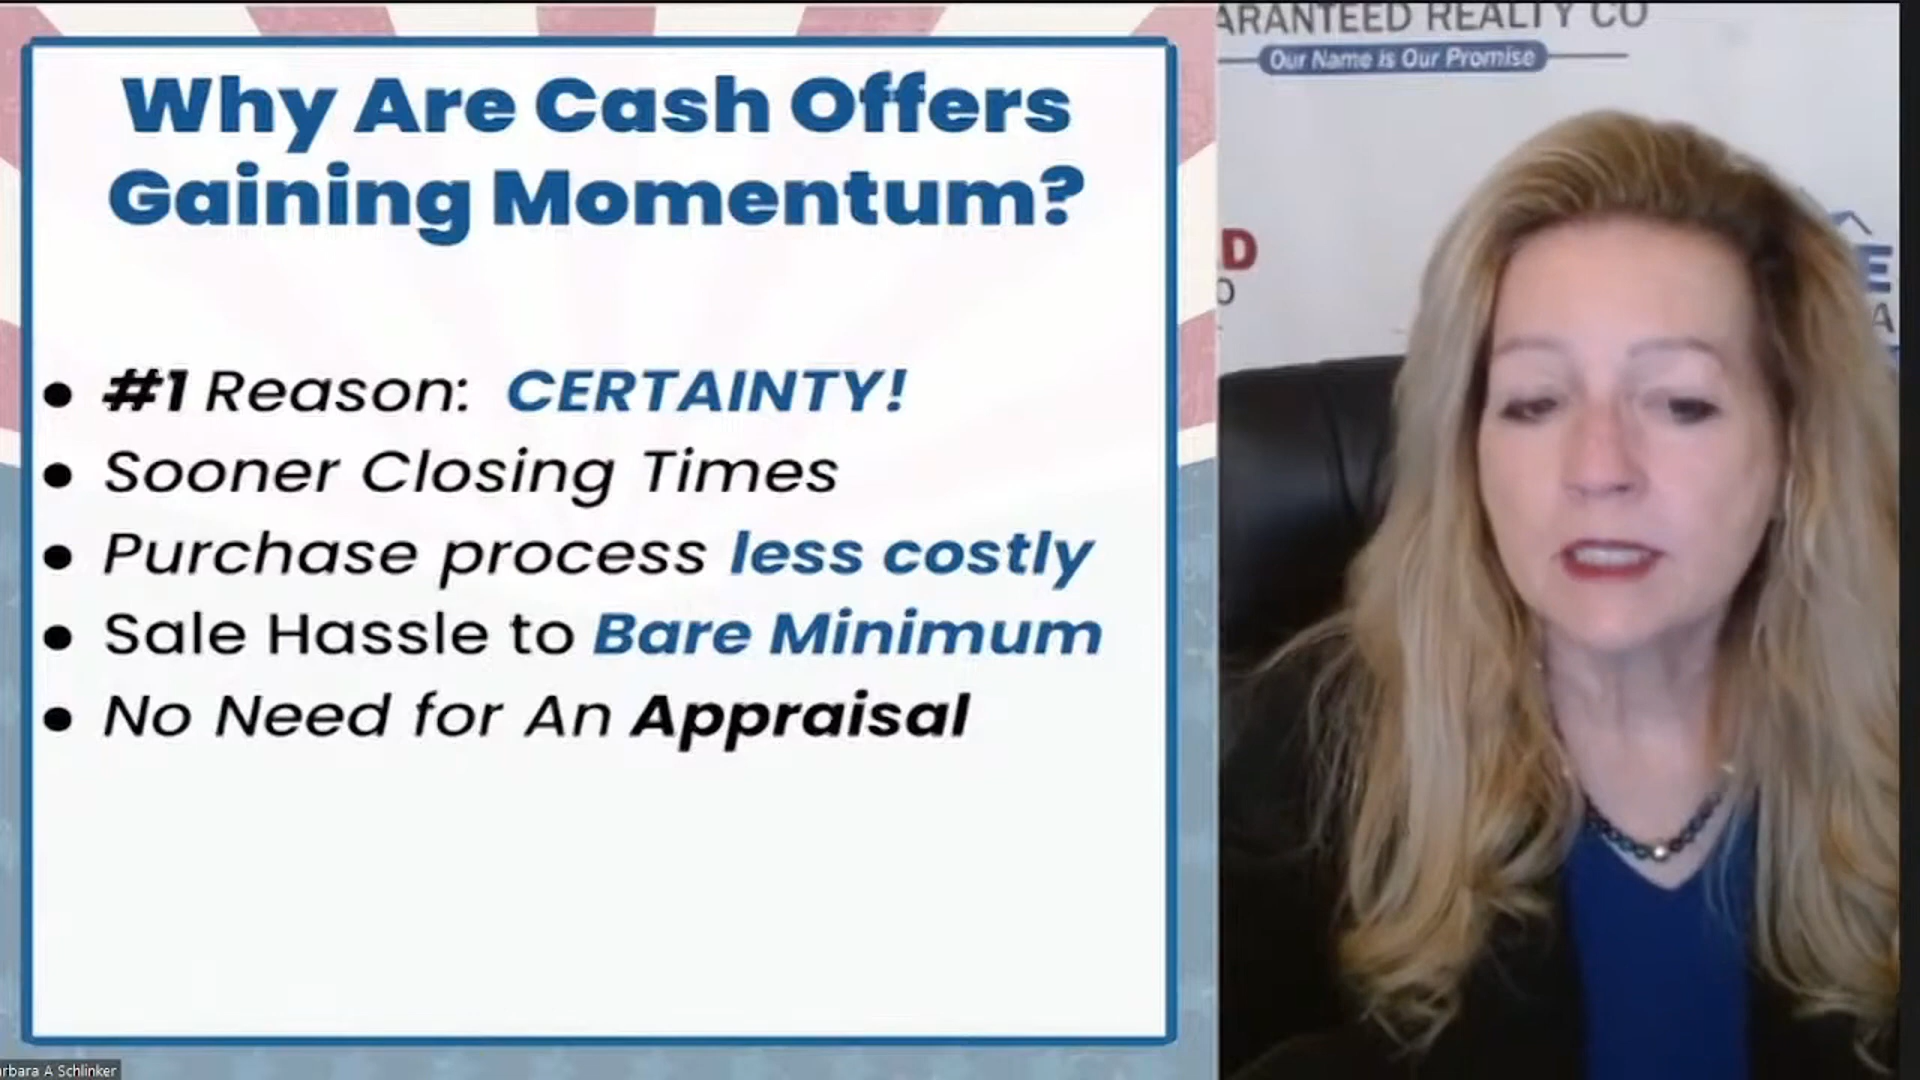 Why Are Cash Offers
Gaining Momentum?
• #1 Reason: CERTAINTY!
• Sooner Closing Times
• Purchase process less costly
• Sale Hassle to Bare Minimum
• No Need for An Appraisal
ARANTEED REALTY CO
Our Name is Our Promise
D
O
E
A
rbara A Schlinker